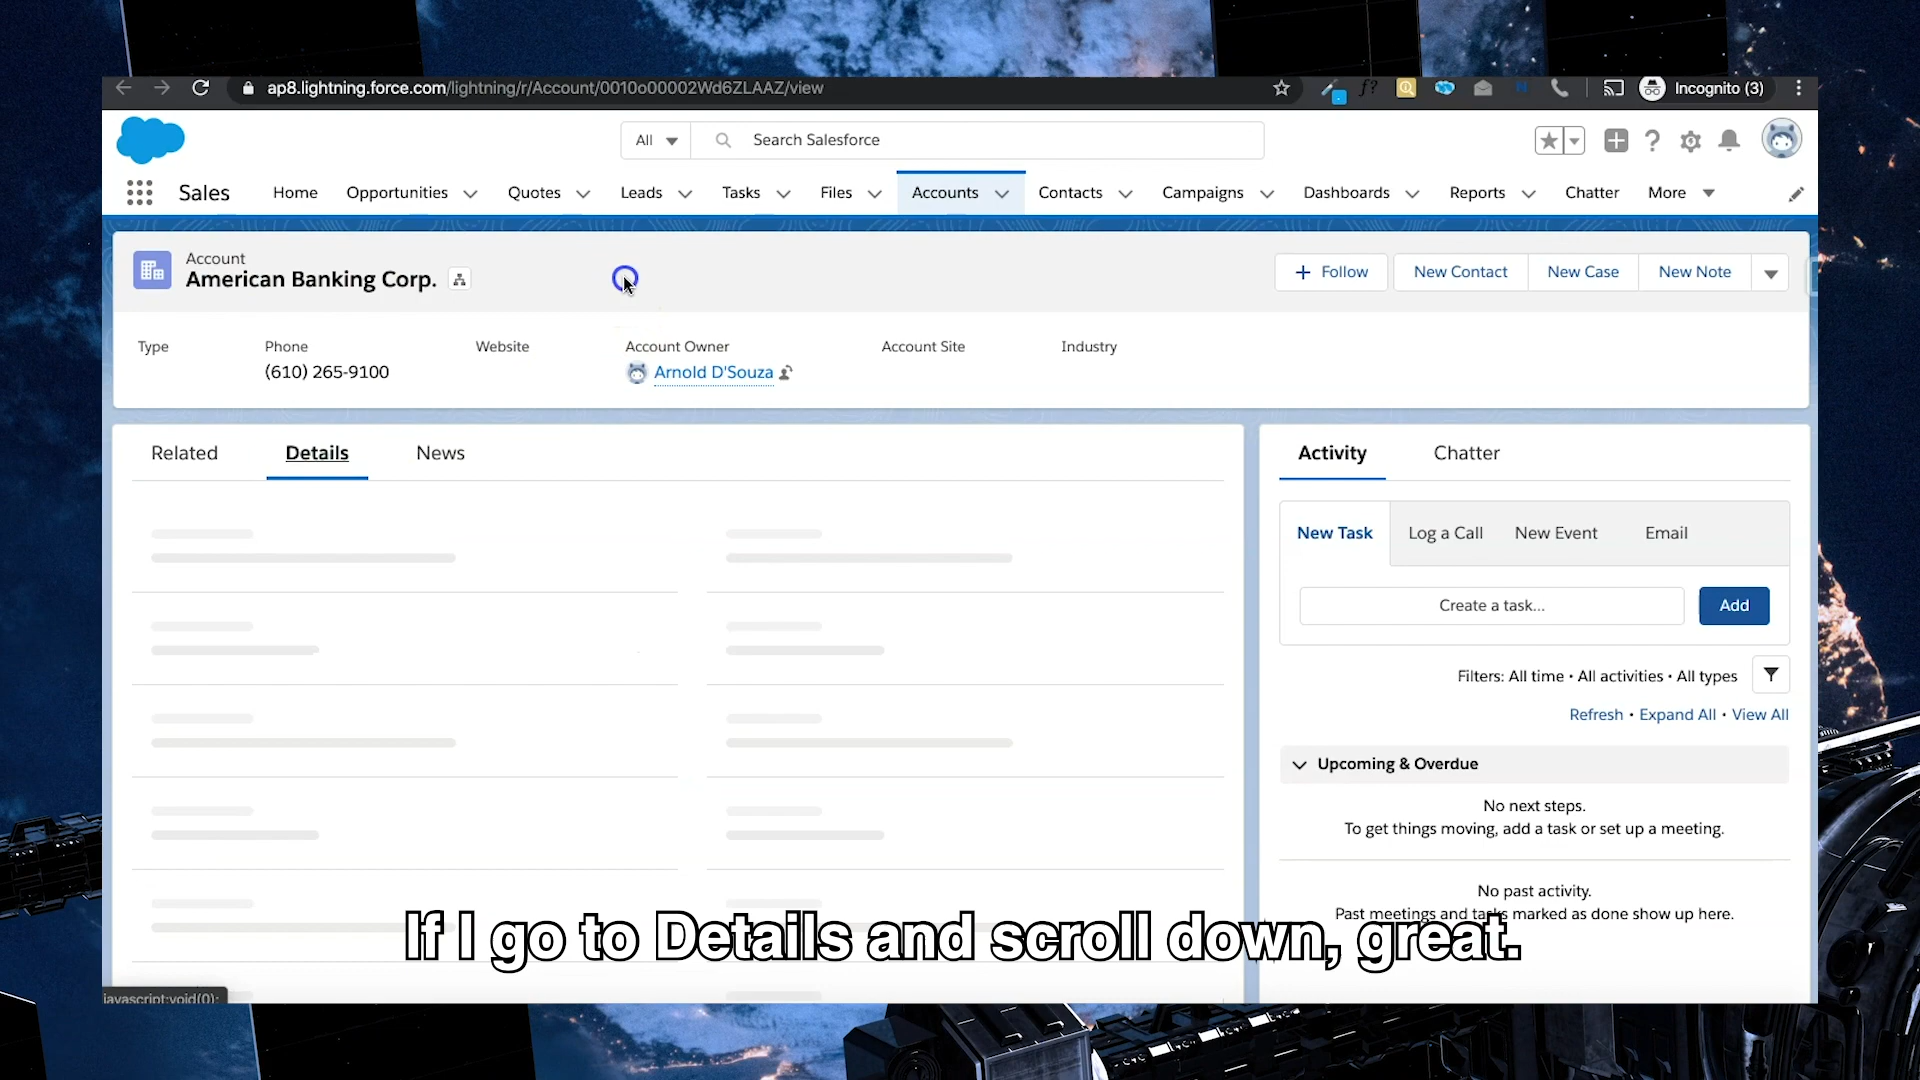 ap8.lightning.force.com/lightning/r/Account/0010o00002Wd6ZLAAZ/view
Incognito (3)
All
Search Salesforce
Sales Home Opportunities Quotes Leads Tasks Files Accounts Contacts Campaigns Dashboards Reports Chatter More
Account
American Banking Corp.
Follow New Contact New Case New Note
Type Phone Website Account Owner Account Site Industry
(610) 265-9100 Arnold D'Souza
Related Details News
Activity Chatter
New Task Log a Call New Event Email
Create a task... Add
Filters: All time • All activities • All types
Refresh • Expand All • View All
Upcoming & Overdue
No next steps.
To get things moving, add a task or set up a meeting.
No past activity.
Past meetings and tasks marked as done show up here.
If I go to Details and scroll down, great.
javascript:void(0);